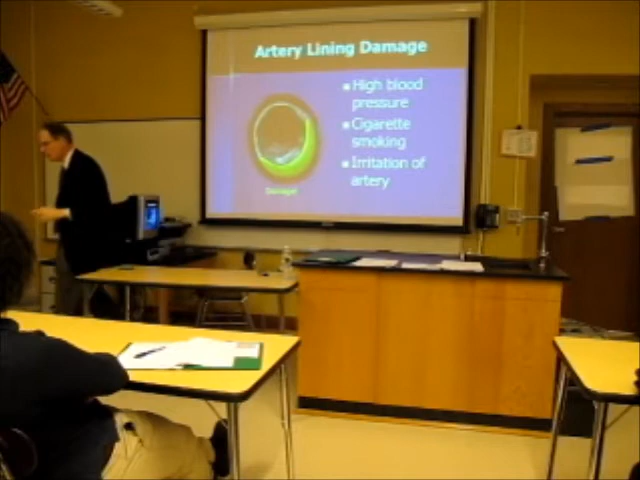 Artery Lining Damage
High blood
pressure
Cigarette
smoking
Irritation of
artery
Damage!